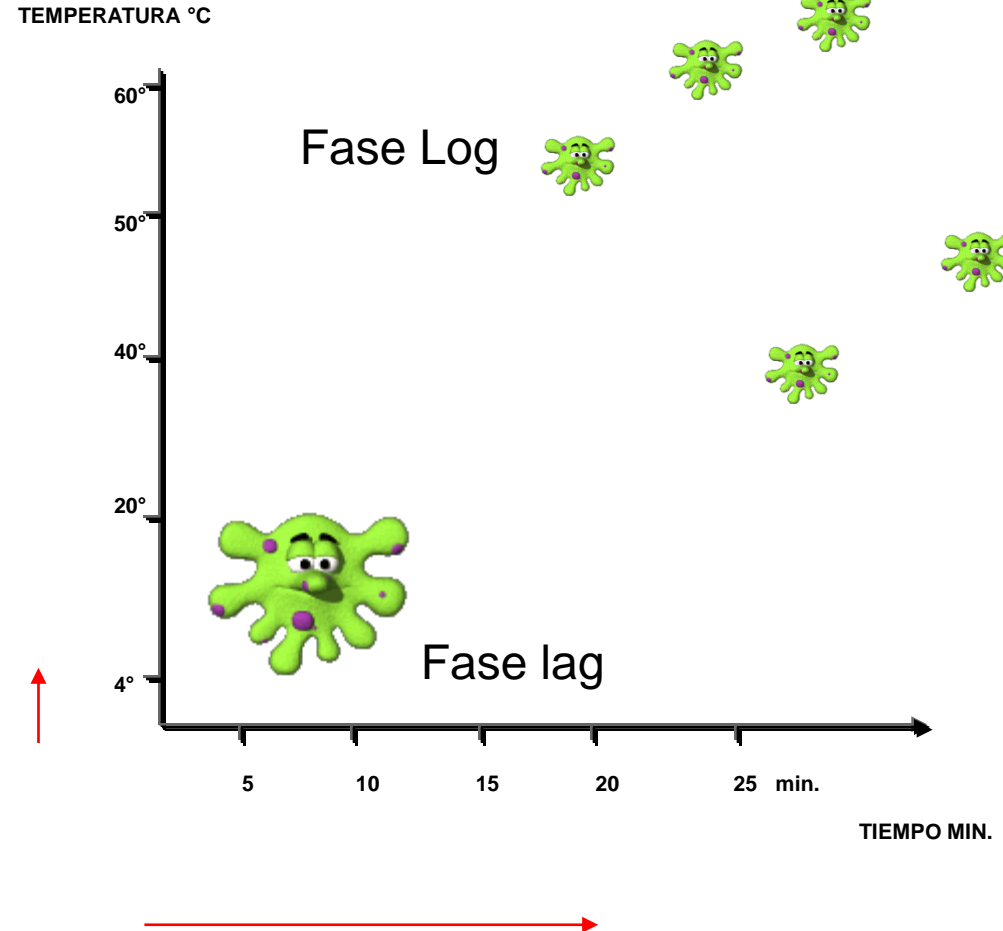 TEMPERATURA °C
60°
Fase Log
50°
40°
20°
Fase lag
4°
5 10 15 20 25 min.
TIEMPO MIN.